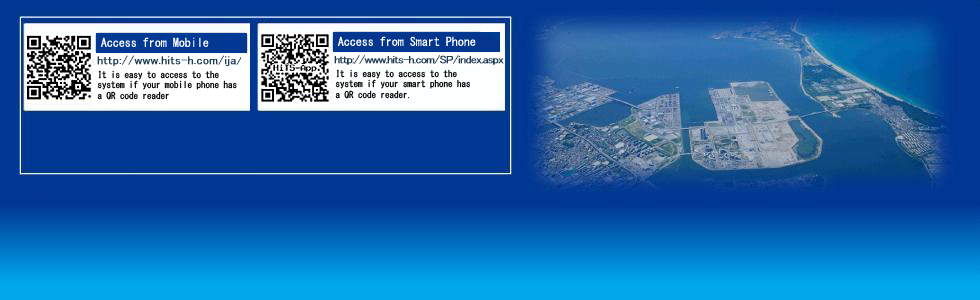 Access from Mobile
http://www.hits-h.com/ija/
It is easy to access to the
system if your mobile phone has
a QR code reader
HiTS-App.
Access from Smart Phone
http://www.hits-h.com/SP/index.aspx
It is easy to access to the
system if your smart phone has
a QR code reader.